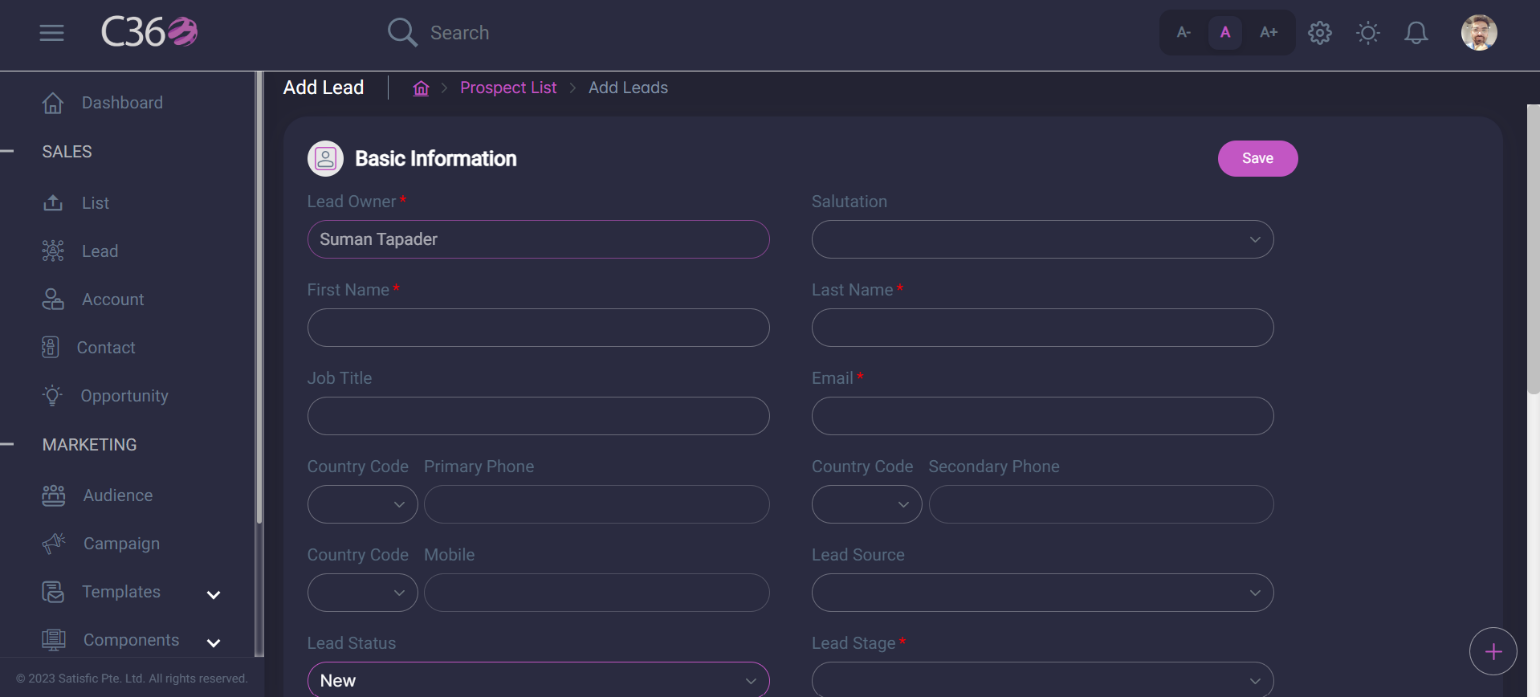 C360
Search
A- A A+
Dashboard
SALES
List
Lead
Account
Contact
Opportunity
MARKETING
Audience
Campaign
Templates
Components
© 2023 Satisfic Pte. Ltd. All rights reserved.
Add Lead Prospect List Add Leads
Basic Information Save
Lead Owner * Salutation
Suman Tapader
First Name * Last Name *
Job Title Email *
Country Code Primary Phone Country Code Secondary Phone
Country Code Mobile Lead Source
Lead Status Lead Stage *
New